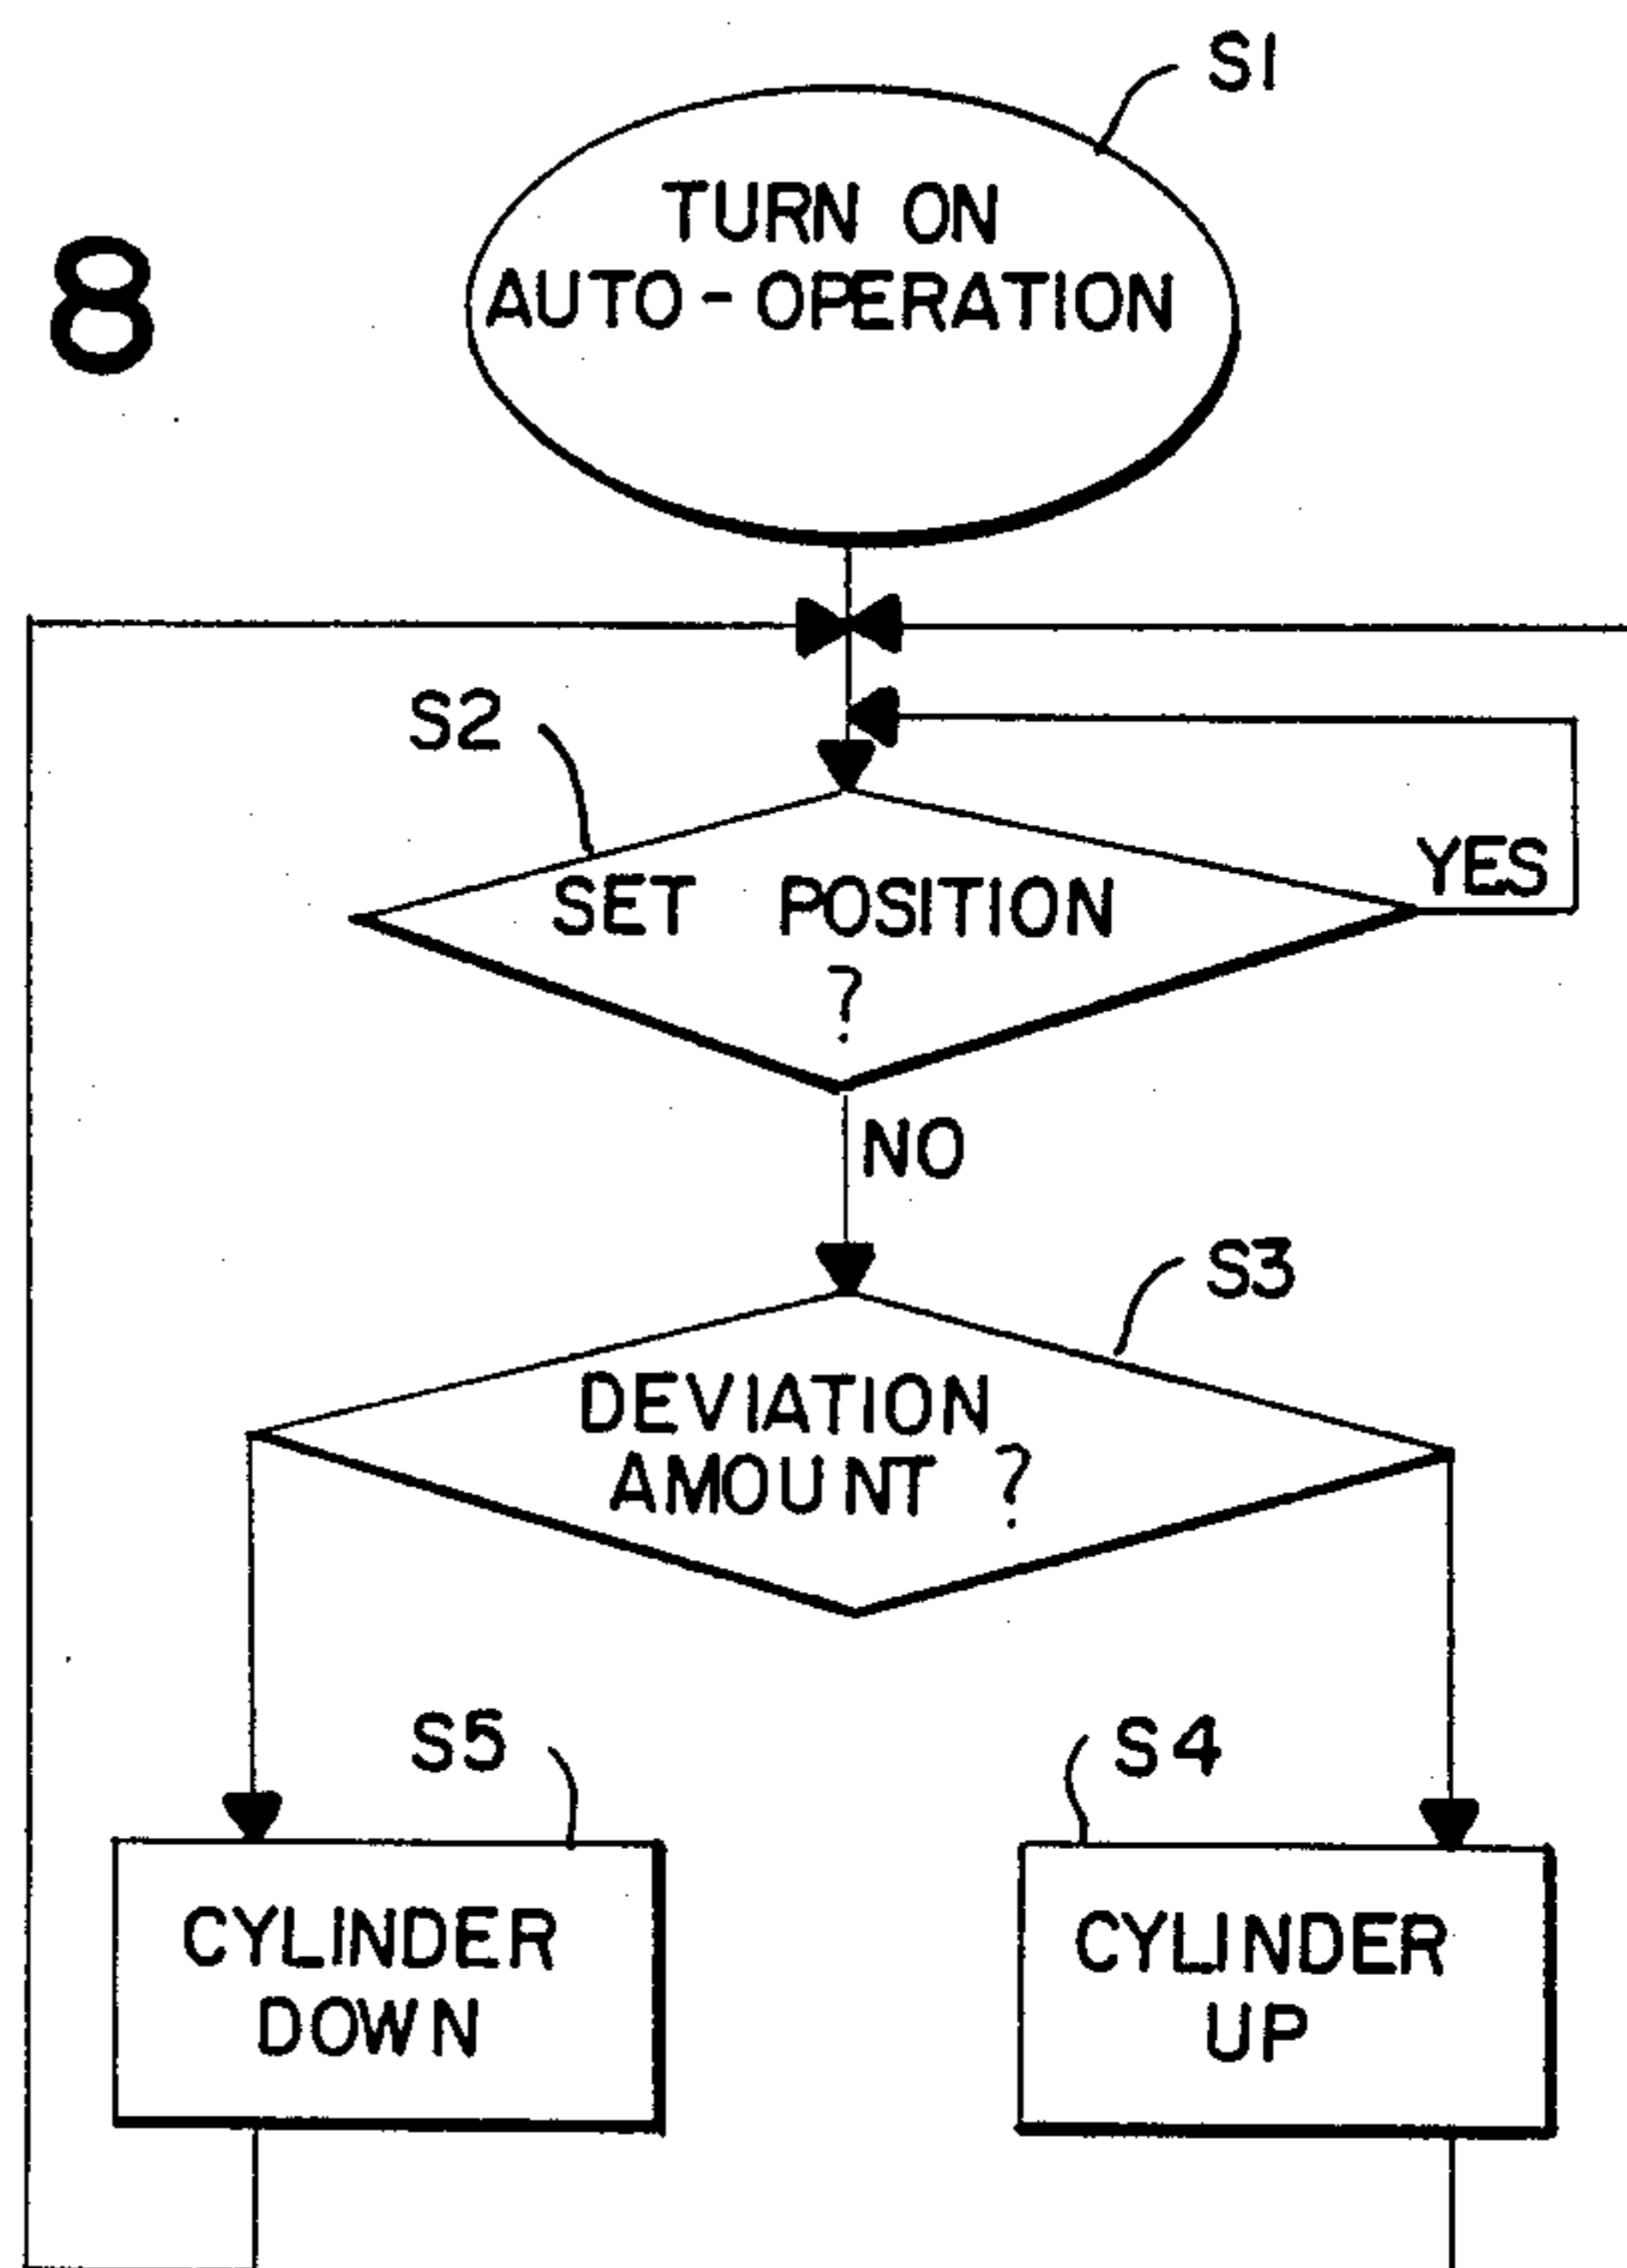 8
S1
TURN ON
AUTO-OPERATION
S2
YES
SET POSITION
?
NO
S3
DEVIATION
AMOUNT ?
S5
S4
CYLINDER
DOWN
CYLINDER
UP